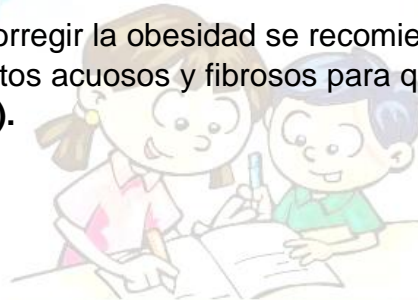 orregir la obesidad se recomie
tos acuosos y fibrosos para q
).